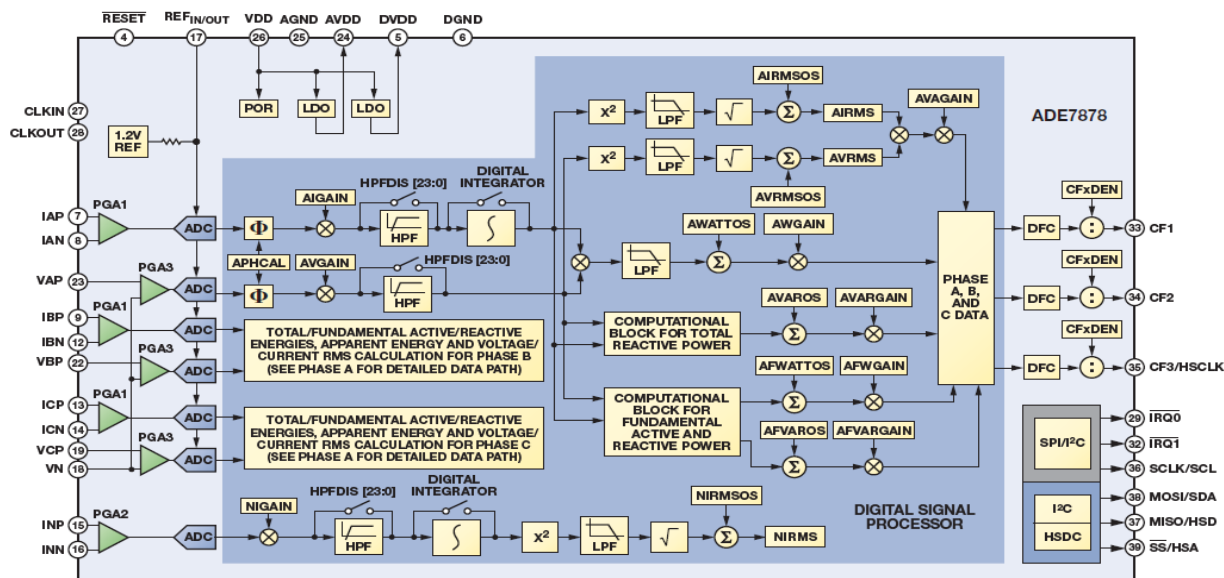 RESET REFIN/OUT VDD AGND AVDD DVDD DGND
4 17 26 25 24 5 6
CLKIN 27
CLKOUT 28
POR LDO LDO
1.2V
REF
ADE7878
AIRMSOS
X² LPF √ Σ AIRMS AVAGAIN
X² LPF √ Σ AVRMS
AVRMSOS
HPFDIS [23:0] DIGITAL
INTEGRATOR
AIGAIN
IAP 7 PGA1 ADC Φ HPF ∫
IAN 8
APHCAL AVGAIN HPFDIS [23:0]
VAP 23 PGA3 ADC Φ HPF
LPF AWATTOS Σ AWGAIN
PHASE
A, B,
AND
C DATA
CFxDEN
DFC : 33 CF1
CFxDEN
DFC : 34 CF2
CFxDEN
DFC : 35 CF3/HSCLK
IBP 9 PGA1 ADC
IBN 12
VBP 22 PGA3 ADC
TOTAL/FUNDAMENTAL ACTIVE/REACTIVE
ENERGIES, APPARENT ENERGY AND VOLTAGE/
CURRENT RMS CALCULATION FOR PHASE B
(SEE PHASE A FOR DETAILED DATA PATH)
COMPUTATIONAL
BLOCK FOR TOTAL
REACTIVE POWER
AVAROS Σ AVARGAIN
ICP 13 PGA1 ADC
ICN 14
VCP 19 PGA3 ADC
VN 18
TOTAL/FUNDAMENTAL ACTIVE/REACTIVE
ENERGIES, APPARENT ENERGY AND VOLTAGE/
CURRENT RMS CALCULATION FOR PHASE C
(SEE PHASE A FOR DETAILED DATA PATH)
COMPUTATIONAL
BLOCK FOR
FUNDAMENTAL
ACTIVE AND
REACTIVE POWER
AFWATTOS Σ AFWGAIN
AFVAROS Σ AFVARGAIN
DIGITAL SIGNAL
PROCESSOR
HPFDIS [23:0] DIGITAL
INTEGRATOR
NIGAIN
INP 15 PGA2 ADC HPF ∫ X² LPF √ Σ NIRMS
INN 16
NIRMSOS
SPI/I²C
I²C
HSDC
29 IRQ0
32 IRQ1
36 SCLK/SCL
38 MOSI/SDA
37 MISO/HSD
39 SS/HSA